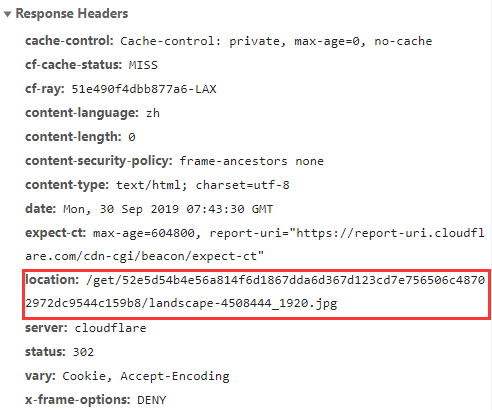 Response Headers
cache-control: Cache-control: private, max-age=0, no-cache
cf-cache-status: MISS
cf-ray: 51e490f4dbb877a6-LAX
content-language: zh
content-length: 0
content-security-policy: frame-ancestors none
content-type: text/html; charset=utf-8
date: Mon, 30 Sep 2019 07:43:30 GMT
expect-ct: max-age=604800, report-uri="https://report-uri.cloudfl
are.com/cdn-cgi/beacon/expect-ct"
location: /get/52e5d54b4e56a814f6d1867dda6d367d123cd7e756506c4870
2972dc9544c159b8/landscape-4508444_1920.jpg
server: cloudflare
status: 302
vary: Cookie, Accept-Encoding
x-frame-options: DENY